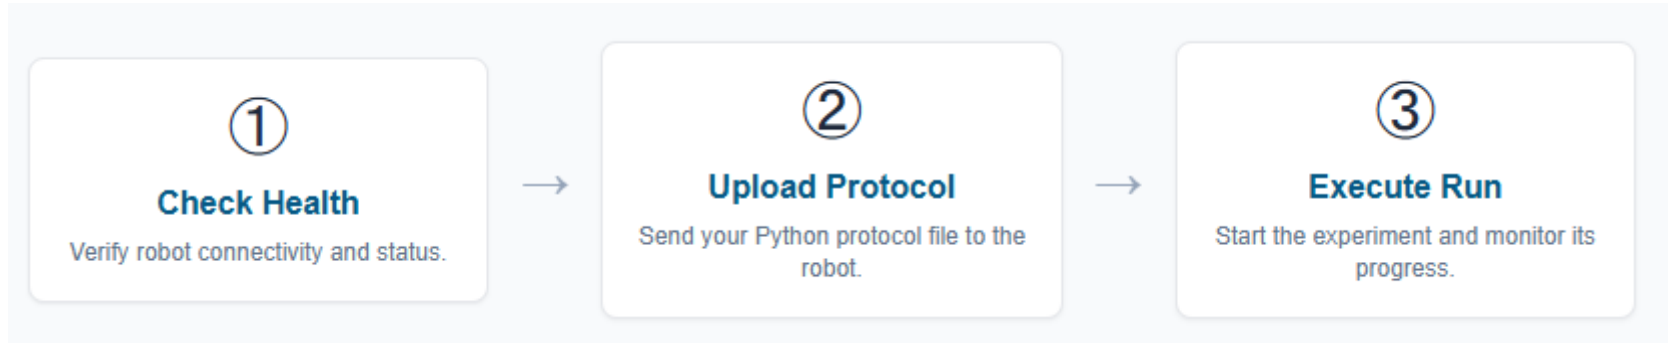 ①
Check Health
Verify robot connectivity and status.
→
②
Upload Protocol
Send your Python protocol file to the
robot.
→
③
Execute Run
Start the experiment and monitor its
progress.